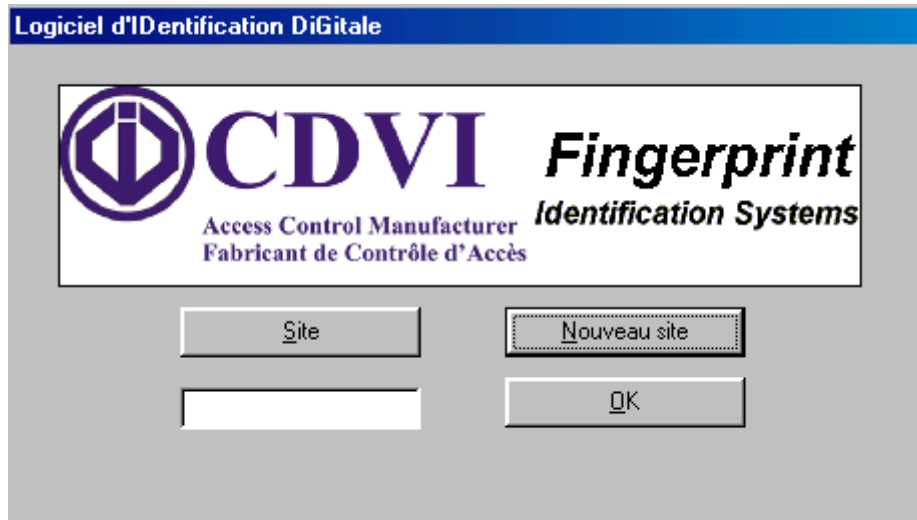 Logiciel d'IDentification DiGitale
CDVI
Access Control Manufacturer
Fabricant de Contrôle d'Accès
Fingerprint
Identification Systems
Site
Nouveau site
OK